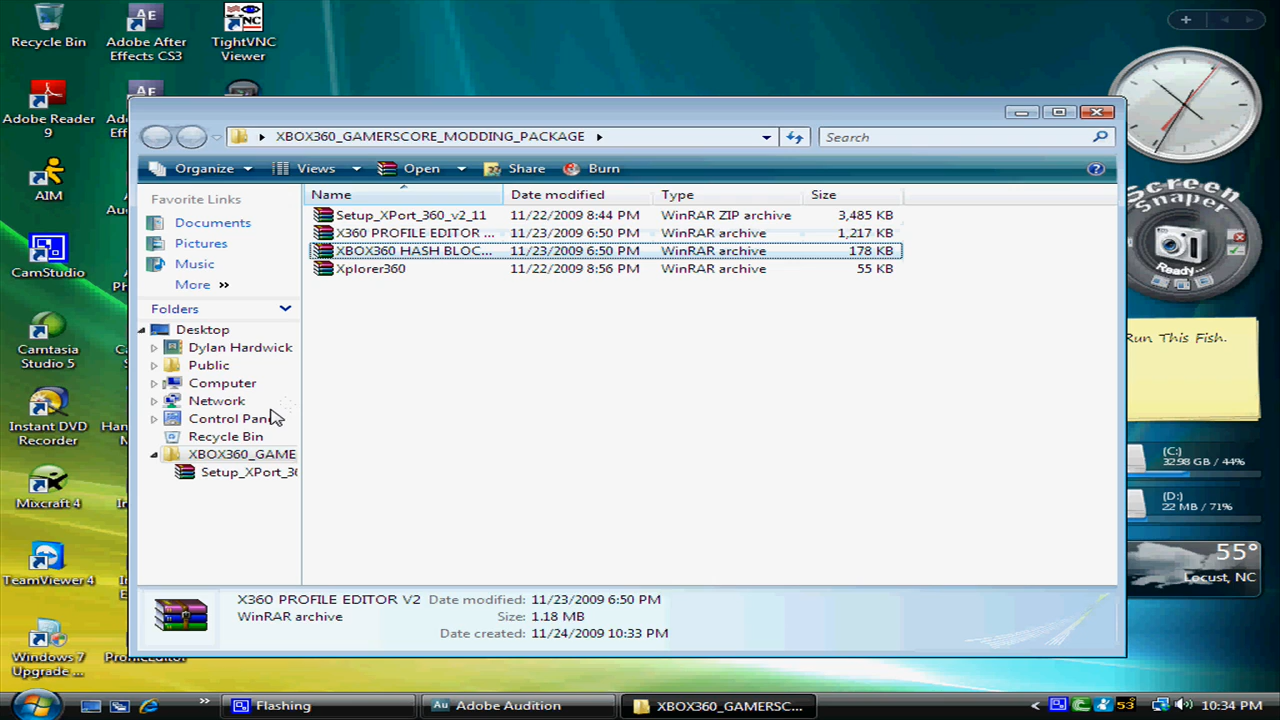 Recycle Bin
Adobe After
Effects CS3
TightVNC
Viewer
Adobe Reader
9
AIM
CamStudio
Camtasia
Studio 5
Instant DVD
Recorder
Mixcraft 4
TeamViewer 4
Windows 7
Upgrade ...
XBOX360_GAMERSCORE_MODDING_PACKAGE
Search
Organize Views Open Share Burn
Favorite Links
Documents
Pictures
Music
More »
Folders
Desktop
Dylan Hardwick
Public
Computer
Network
Control Pan
Recycle Bin
XBOX360_GAME
Setup_XPort_36
Name Date modified Type Size
Setup_XPort_360_v2_11 11/22/2009 8:44 PM WinRAR ZIP archive 3,485 KB
X360 PROFILE EDITOR ... 11/23/2009 6:50 PM WinRAR archive 1,217 KB
XBOX360 HASH BLOC... 11/23/2009 6:50 PM WinRAR archive 178 KB
Xplorer360 11/22/2009 8:56 PM WinRAR archive 55 KB
X360 PROFILE EDITOR V2 Date modified: 11/23/2009 6:50 PM
WinRAR archive Size: 1.18 MB
Date created: 11/24/2009 10:33 PM
Screen
Snaper
Ready...
Run This Fish.
(C:)
3298 GB / 44%
(D:)
22 MB / 71%
55°
Locust, NC
Flashing
Au Adobe Audition
XBOX360_GAMERSC...
53
10:34 PM